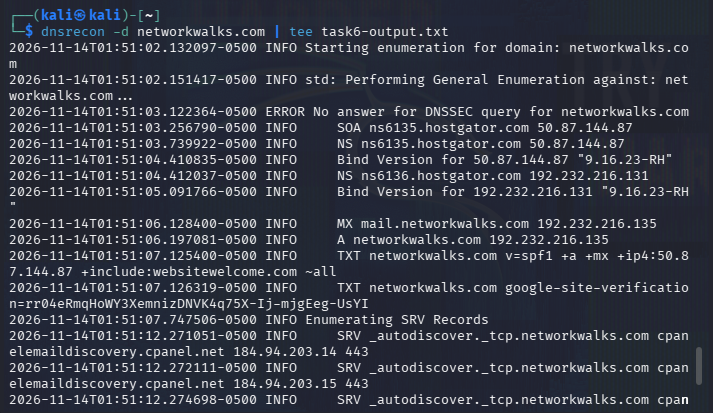 ┌──(kali㉿kali)-[~]
└─$ dnsrecon -d networkwalks.com | tee task6-output.txt
2026-11-14T01:51:02.132097-0500 INFO Starting enumeration for domain: networkwalks.co
m
2026-11-14T01:51:02.151417-0500 INFO std: Performing General Enumeration against: net
workwalks.com...
2026-11-14T01:51:03.122364-0500 ERROR No answer for DNSSEC query for networkwalks.com
2026-11-14T01:51:03.256790-0500 INFO     SOA ns6135.hostgator.com 50.87.144.87
2026-11-14T01:51:03.739922-0500 INFO     NS ns6135.hostgator.com 50.87.144.87
2026-11-14T01:51:04.410835-0500 INFO     Bind Version for 50.87.144.87 "9.16.23-RH"
2026-11-14T01:51:04.412037-0500 INFO     NS ns6136.hostgator.com 192.232.216.131
2026-11-14T01:51:05.091766-0500 INFO     Bind Version for 192.232.216.131 "9.16.23-RH
"
2026-11-14T01:51:06.128400-0500 INFO     MX mail.networkwalks.com 192.232.216.135
2026-11-14T01:51:06.197081-0500 INFO     A networkwalks.com 192.232.216.135
2026-11-14T01:51:07.125400-0500 INFO     TXT networkwalks.com v=spf1 +a +mx +ip4:50.8
7.144.87 +include:websitewelcome.com ~all
2026-11-14T01:51:07.126319-0500 INFO     TXT networkwalks.com google-site-verificatio
n=rr04eRmqHoWY3XemnizDNVK4q75X-Ij-mjgEeg-UsYI
2026-11-14T01:51:07.747506-0500 INFO Enumerating SRV Records
2026-11-14T01:51:12.271051-0500 INFO     SRV _autodiscover._tcp.networkwalks.com cpan
elemaildiscovery.cpanel.net 184.94.203.14 443
2026-11-14T01:51:12.272111-0500 INFO     SRV _autodiscover._tcp.networkwalks.com cpan
elemaildiscovery.cpanel.net 184.94.203.15 443
2026-11-14T01:51:12.274698-0500 INFO     SRV _autodiscover._tcp.networkwalks.com cpan